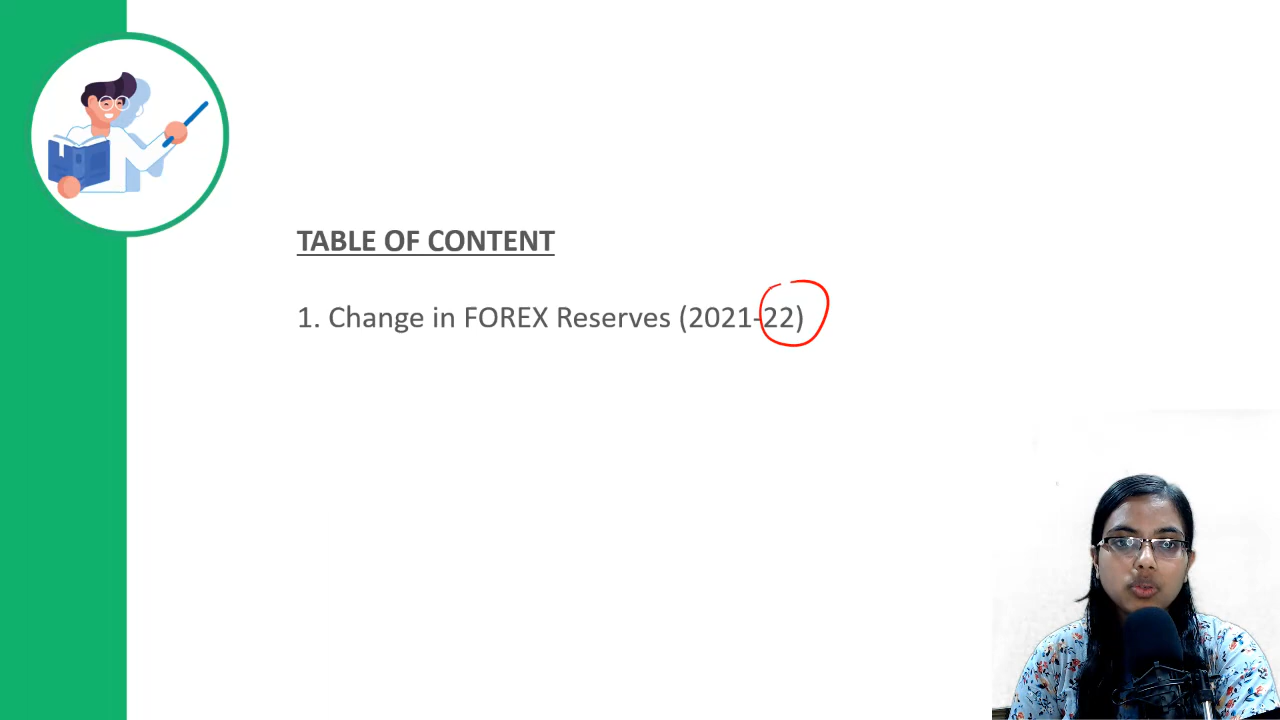 TABLE OF CONTENT
1. Change in FOREX Reserves (2021-22)